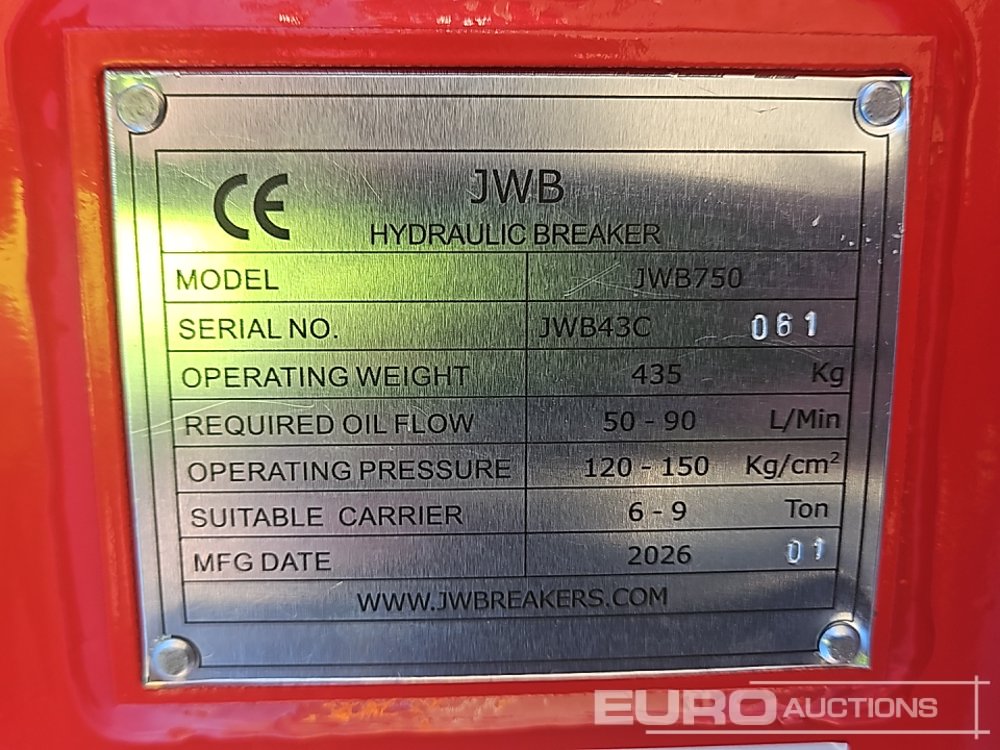 CE JWB
HYDRAULIC BREAKER
MODEL JWB750
SERIAL NO. JWB43C 061
OPERATING WEIGHT 435 Kg
REQUIRED OIL FLOW 50 - 90 L/Min
OPERATING PRESSURE 120 - 150 Kg/cm²
SUITABLE CARRIER 6 - 9 Ton
MFG DATE 2026 01
WWW.JWBREAKERS.COM
EURO AUCTIONS